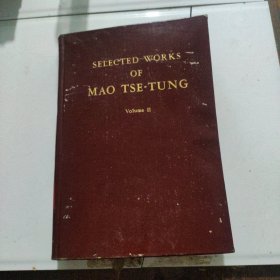 SELECTED WORKS
OF
MAO TSE-TUNG
Volume II